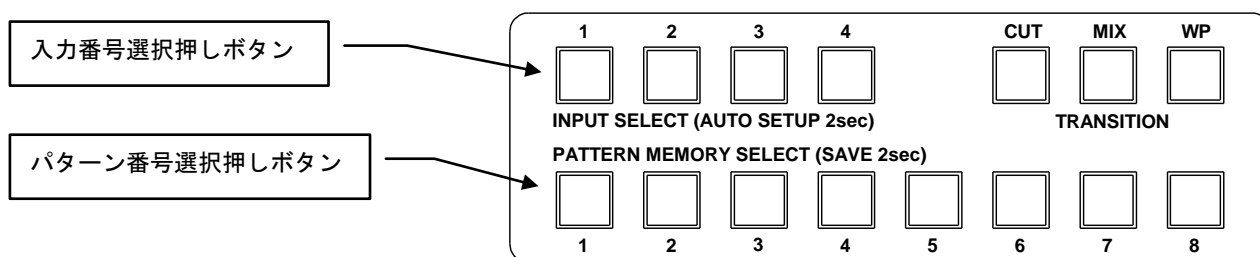 入力番号選択押しボタン
1 2 3 4 CUT MIX WP
INPUT SELECT (AUTO SETUP 2sec) TRANSITION
パターン番号選択押しボタン
PATTERN MEMORY SELECT (SAVE 2sec)
1 2 3 4 5 6 7 8